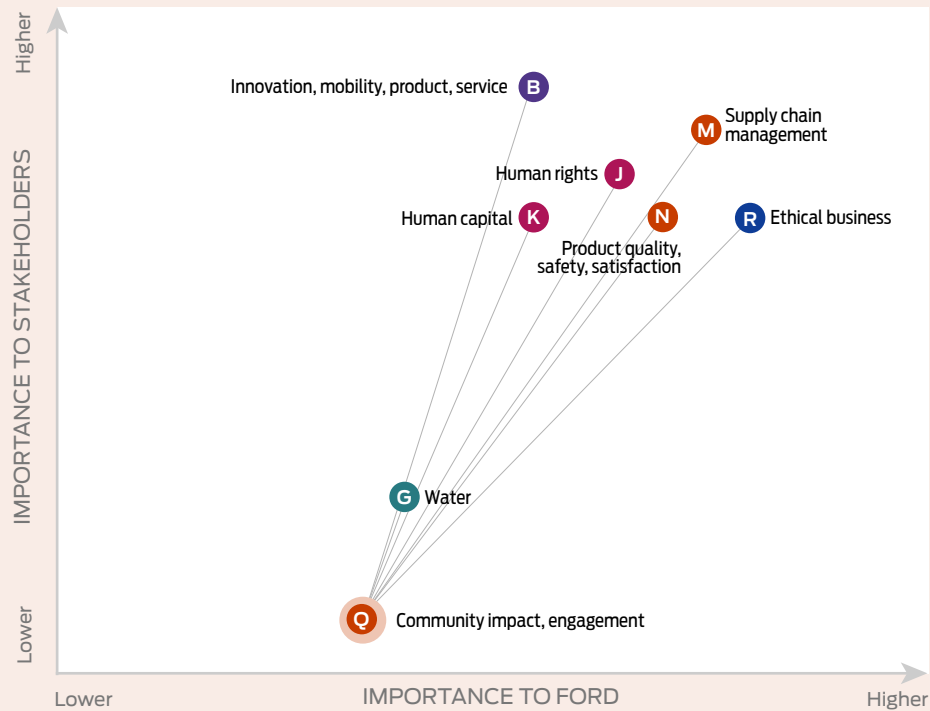 Higher
IMPORTANCE TO STAKEHOLDERS
Lower
Innovation, mobility, product, service
B
M
Supply chain
management
Human rights
J
Human capital
K
N
R
Ethical business
Product quality,
safety, satisfaction
G
Water
Q
Community impact, engagement
Lower
IMPORTANCE TO FORD
Higher